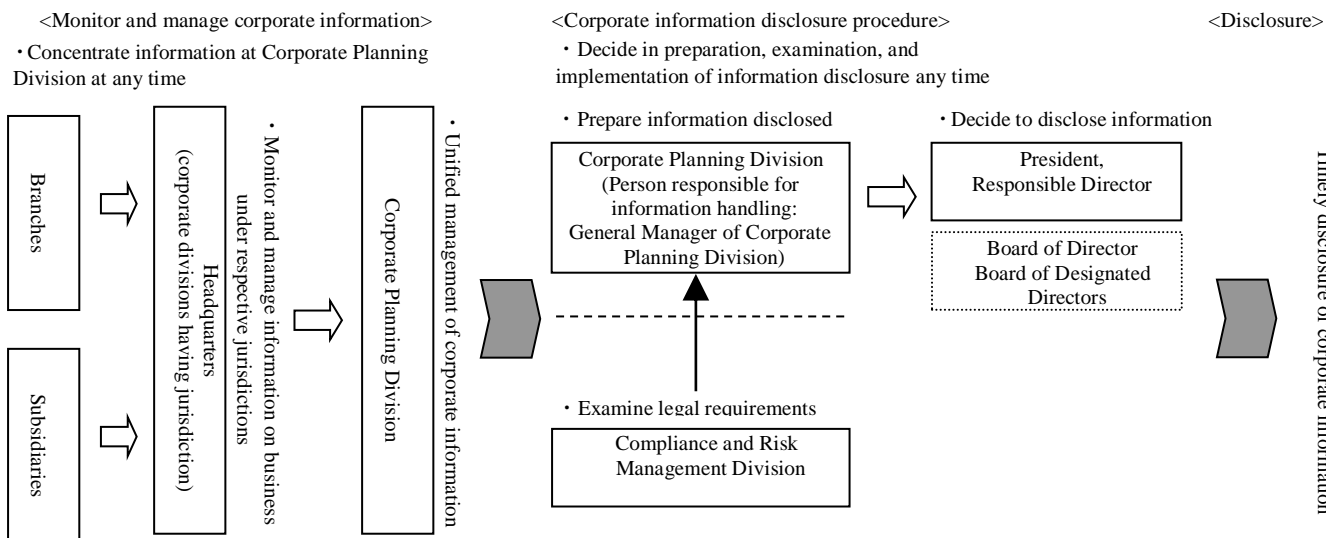 <Monitor and manage corporate information>
・Concentrate information at Corporate Planning
Division at any time
Branches
Subsidiaries
Headquarters
(corporate divisions having jurisdiction)
・Monitor and manage information on business
under respective jurisdictions
Corporate Planning Division
・Unified management of corporate information
<Corporate information disclosure procedure>
・Decide in preparation, examination, and
implementation of information disclosure any time
・Prepare information disclosed
Corporate Planning Division
(Person responsible for
information handling:
General Manager of Corporate
Planning Division)
・Examine legal requirements
Compliance and Risk
Management Division
・Decide to disclose information
President,
Responsible Director
Board of Director
Board of Designated
Directors
<Disclosure>
Timely disclosure of corporate information